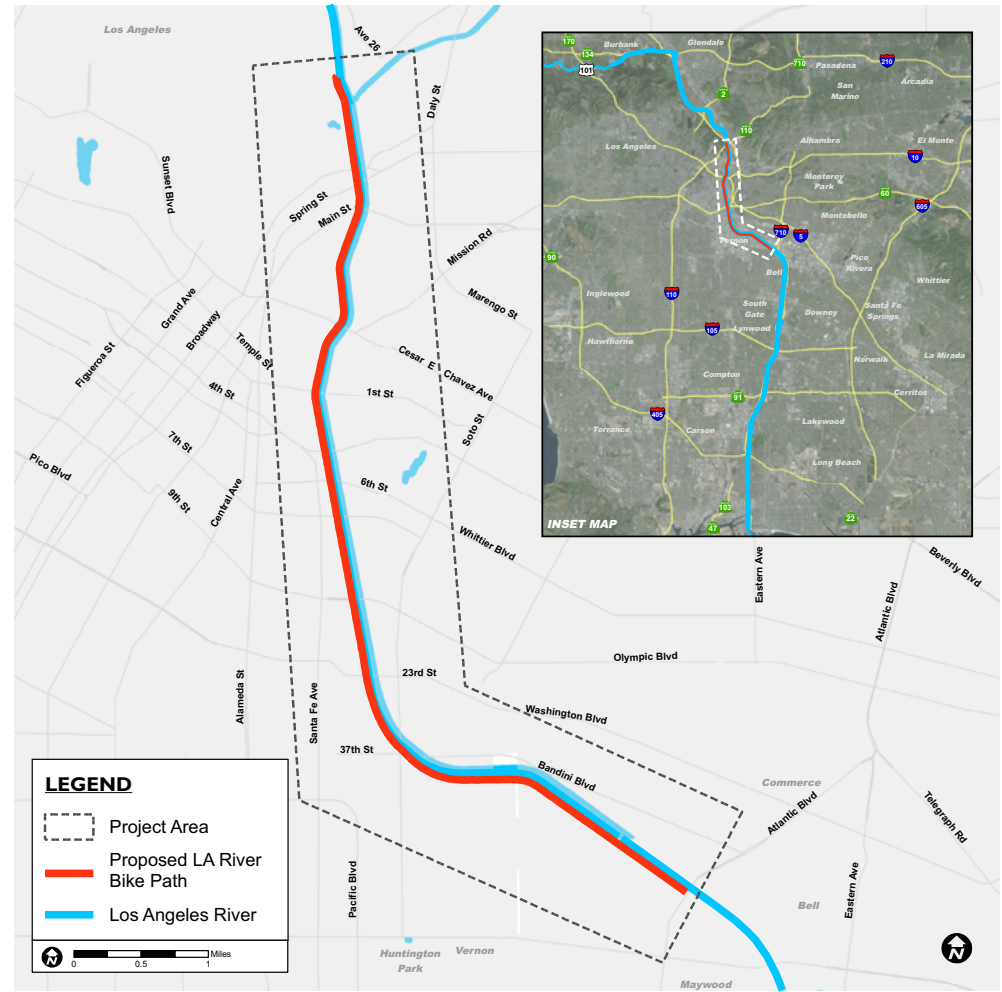 Los Angeles
Ave 26
Daly St
Sunset Blvd
Spring St
Main St
Mission Rd
Marengo St
Grand Ave
Broadway
Figueroa St
Temple St
Cesar E Chavez Ave
4th St
1st St
Soto St
7th St
Pico Blvd
9th St
Central Ave
6th St
Whittier Blvd
Eastern Ave
Beverly Blvd
Atlantic Blvd
Olympic Blvd
23rd St
Alameda St
Santa Fe Ave
Washington Blvd
37th St
Bandini Blvd
Commerce
Atlantic Blvd
Telegraph Rd
Pacific Blvd
Eastern Ave
Bell
Vernon
Huntington
Park
Maywood
LEGEND
Project Area
Proposed LA River
Bike Path
Los Angeles River
N
0 0.5 1 Miles
N
170
Burbank
Glendale
134
101
710
Pasadena
210
San
Marino
Arcadia
2
110
Los Angeles
Alhambra
El Monte
10
Monterey
Park
60
605
Montebello
710
5
Vernon
90
Bell
Pico
Rivera
Whittier
Inglewood
110
South
Gate
Downey
Santa Fe
Springs
105
Lynwood
Hawthorne
Norwalk
La Mirada
Compton
91
Cerritos
405
Torrance
Carson
Lakewood
Long Beach
103
47
22
INSET MAP